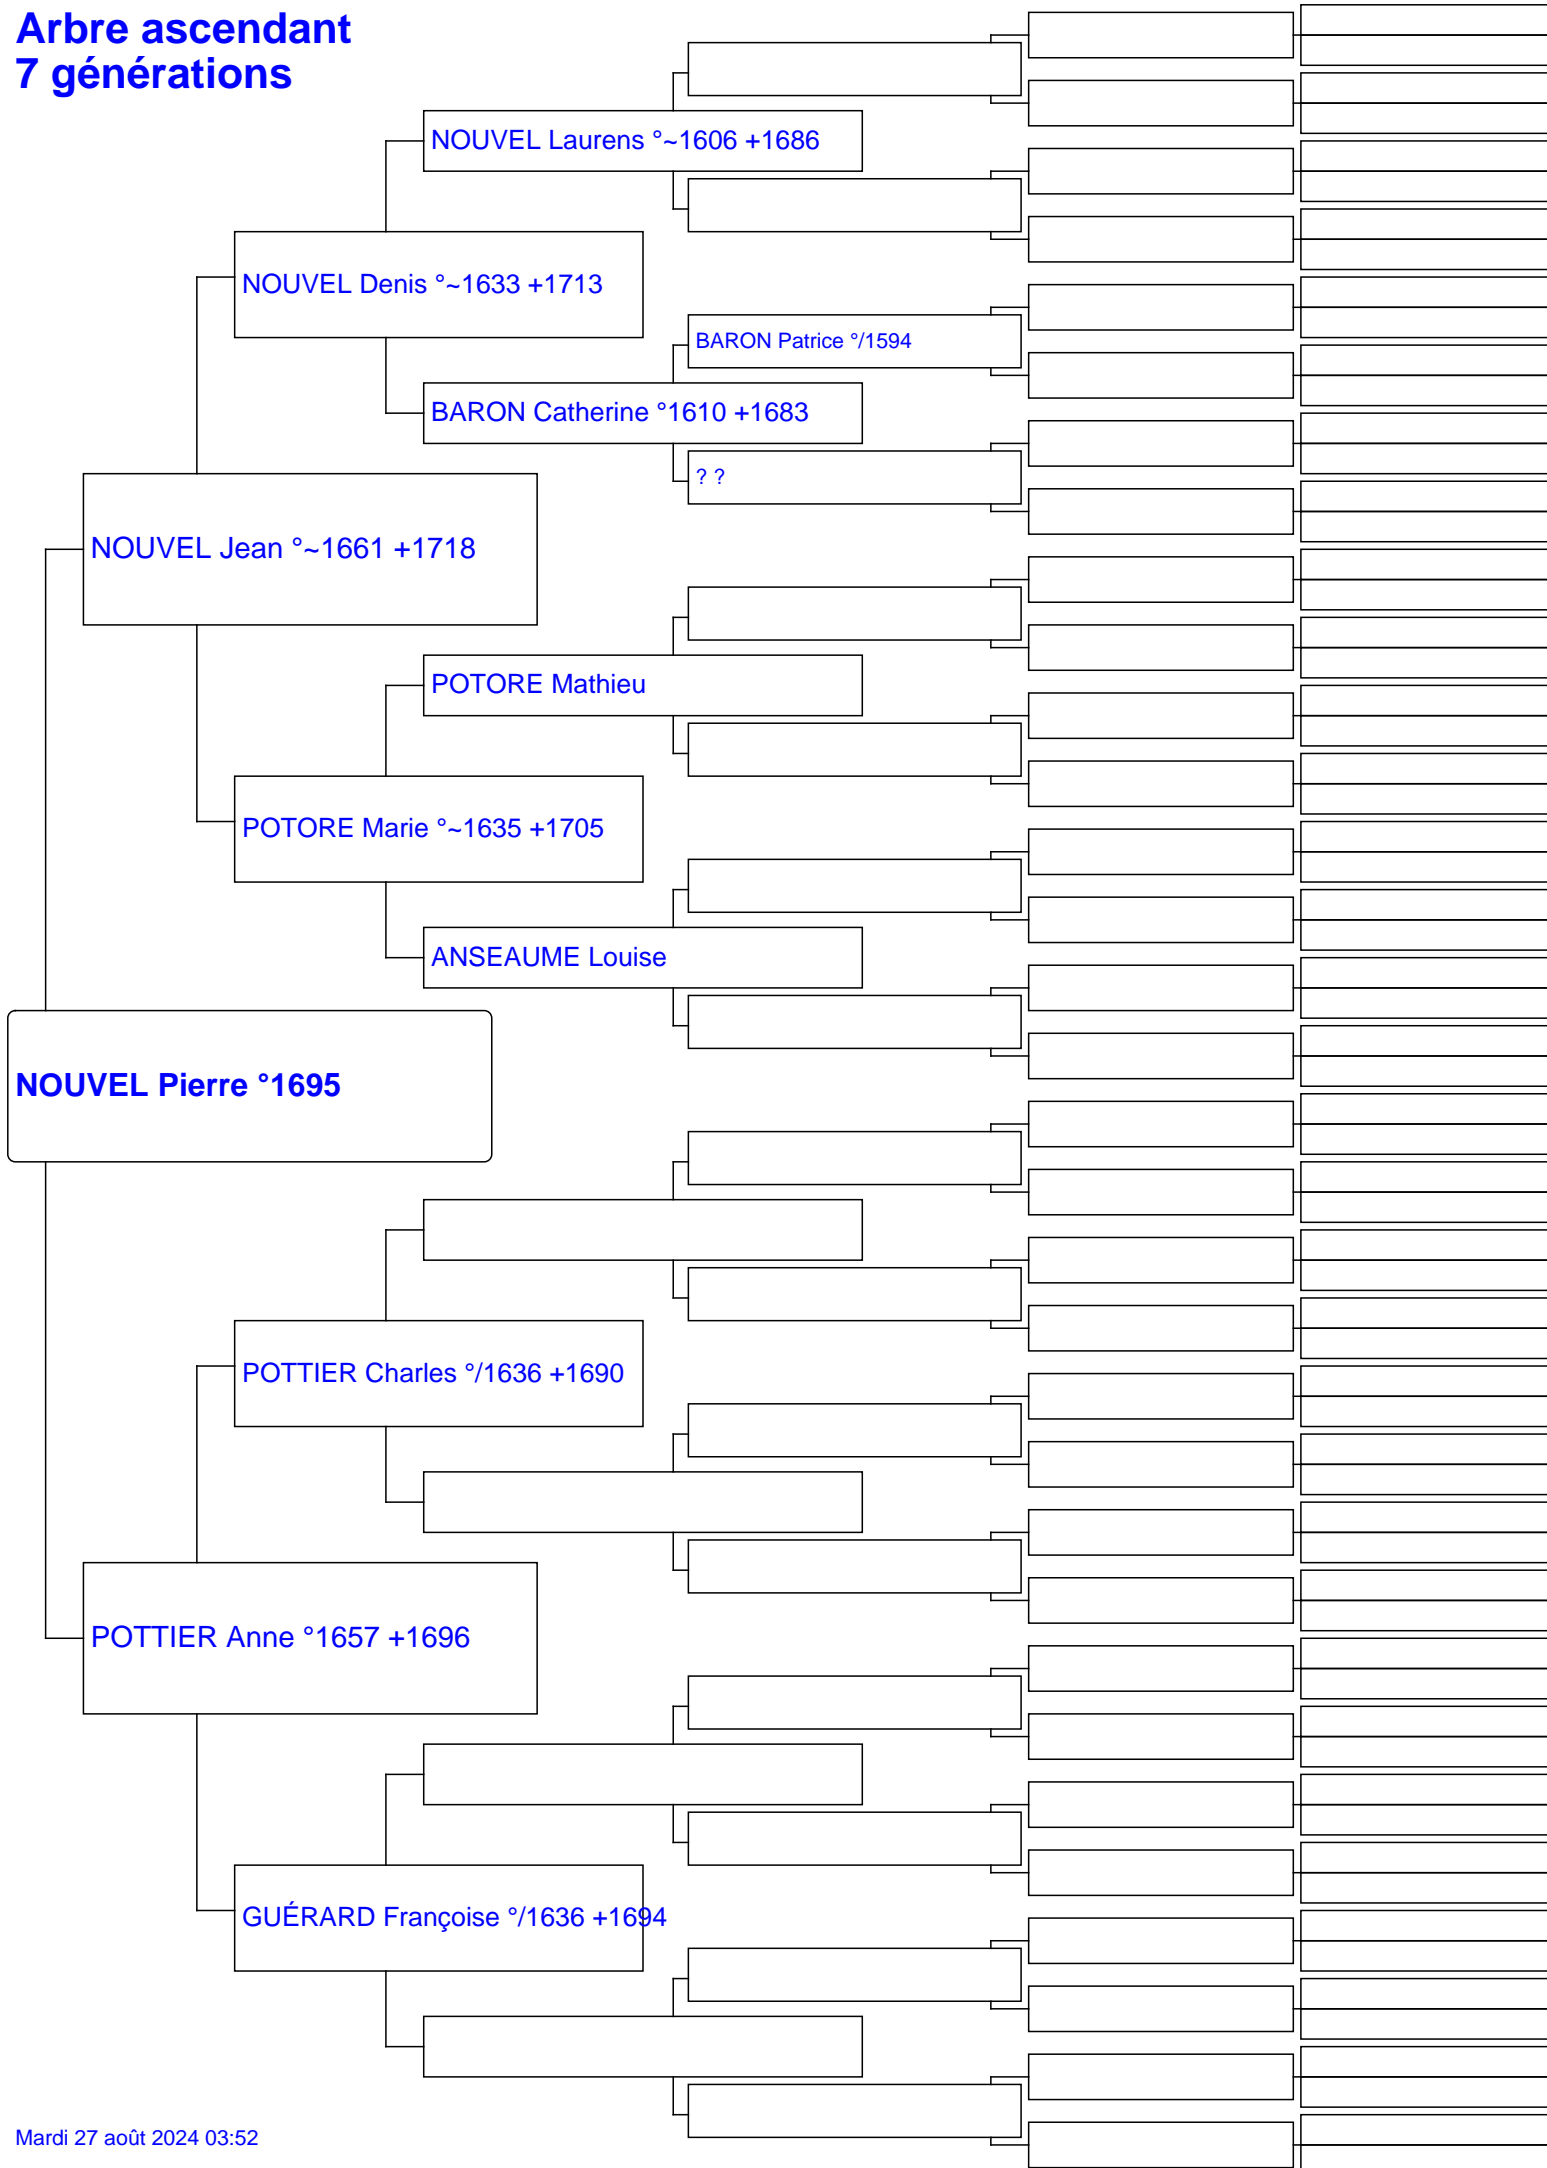 Arbre ascendant
7 générations
NOUVEL Laurens °~1606 +1686
NOUVEL Denis °~1633 +1713
BARON Patrice °/1594
BARON Catherine °1610 +1683
? ?
NOUVEL Jean °~1661 +1718
POTORE Mathieu
POTORE Marie °~1635 +1705
ANSEAUME Louise
NOUVEL Pierre °1695
POTTIER Charles °/1636 +1690
POTTIER Anne °1657 +1696
GUÉRARD Françoise °/1636 +1694
Mardi 27 août 2024 03:52